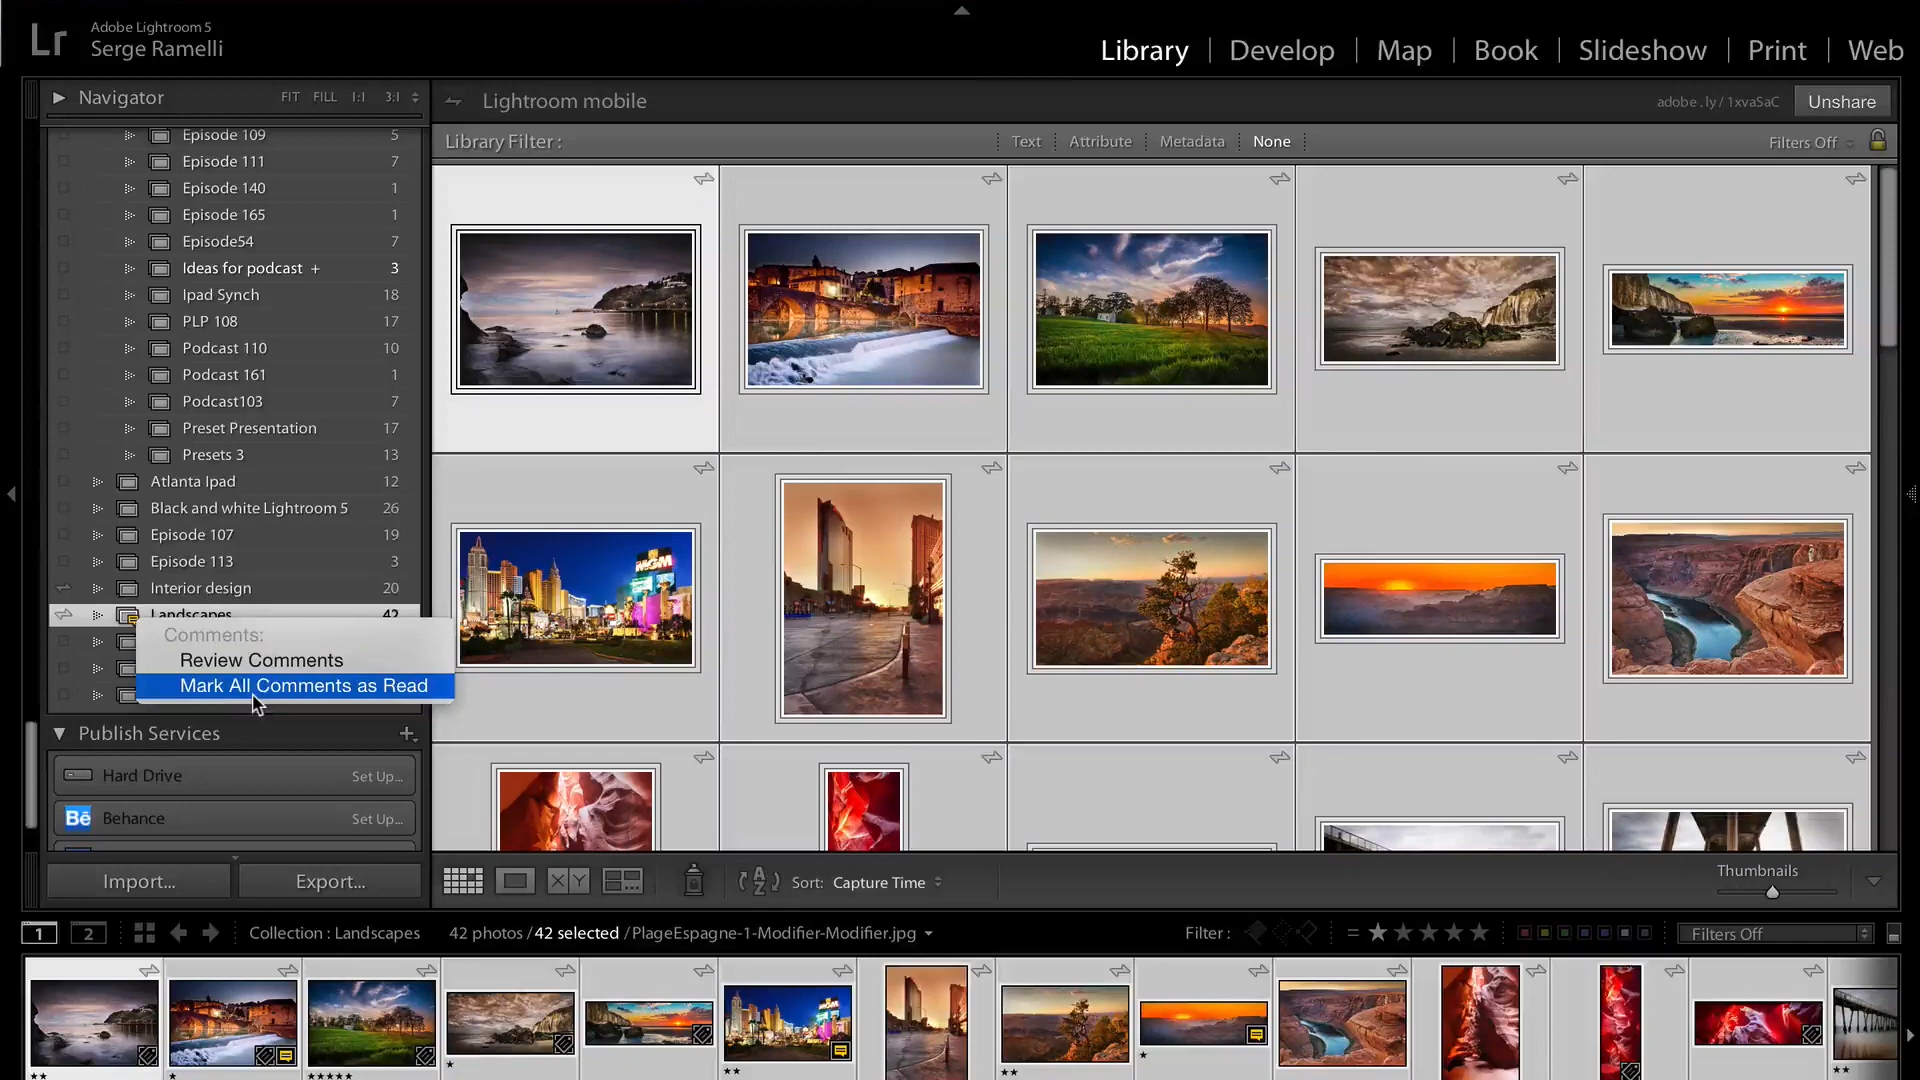 Lr
Adobe Lightroom 5
Serge Ramelli
Library | Develop | Map | Book | Slideshow | Print | Web
Navigator FIT FILL 1:1 3:1
Episode 109 5
Episode 111 7
Episode 140 1
Episode 165 1
Episode54 7
Ideas for podcast + 3
Ipad Synch 18
PLP 108 17
Podcast 110 10
Podcast 161 1
Podcast103 7
Preset Presentation 17
Presets 3 13
Atlanta Ipad 12
Black and white Lightroom 5 26
Episode 107 19
Episode 113 3
Interior design 20
Landscapes 42
Comments:
Review Comments
Mark All Comments as Read
Publish Services +
Hard Drive Set Up...
Bē Behance Set Up...
Import... Export...
Lightroom mobile adobe.ly/1xvaSaC Unshare
Library Filter : Text Attribute Metadata None Filters Off
MGM
XY Sort: Capture Time Thumbnails
1 2 Collection : Landscapes 42 photos / 42 selected / PlageEspagne-1-Modifier-Modifier.jpg Filter : Filters Off